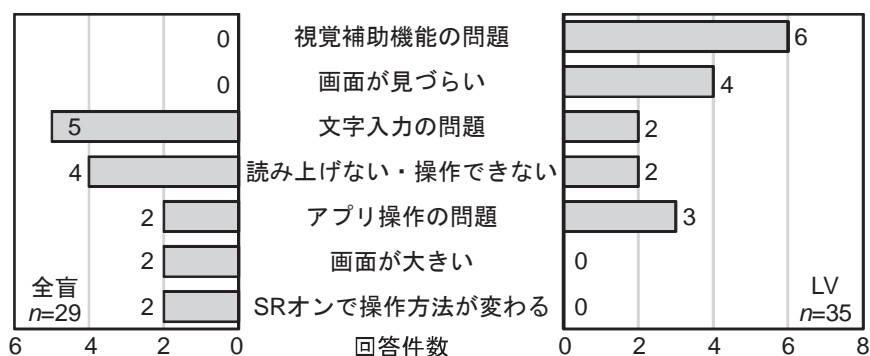 0 視覚補助機能の問題 6
0 画面が見づらい 4
5 文字入力の問題 2
4 読み上げない・操作できない 2
2 アプリ操作の問題 3
2 画面が大きい 0
全盲 LV
2 SRオンで操作方法が変わる 0
n=29 n=35
6 4 2 0 回答件数 0 2 4 6 8